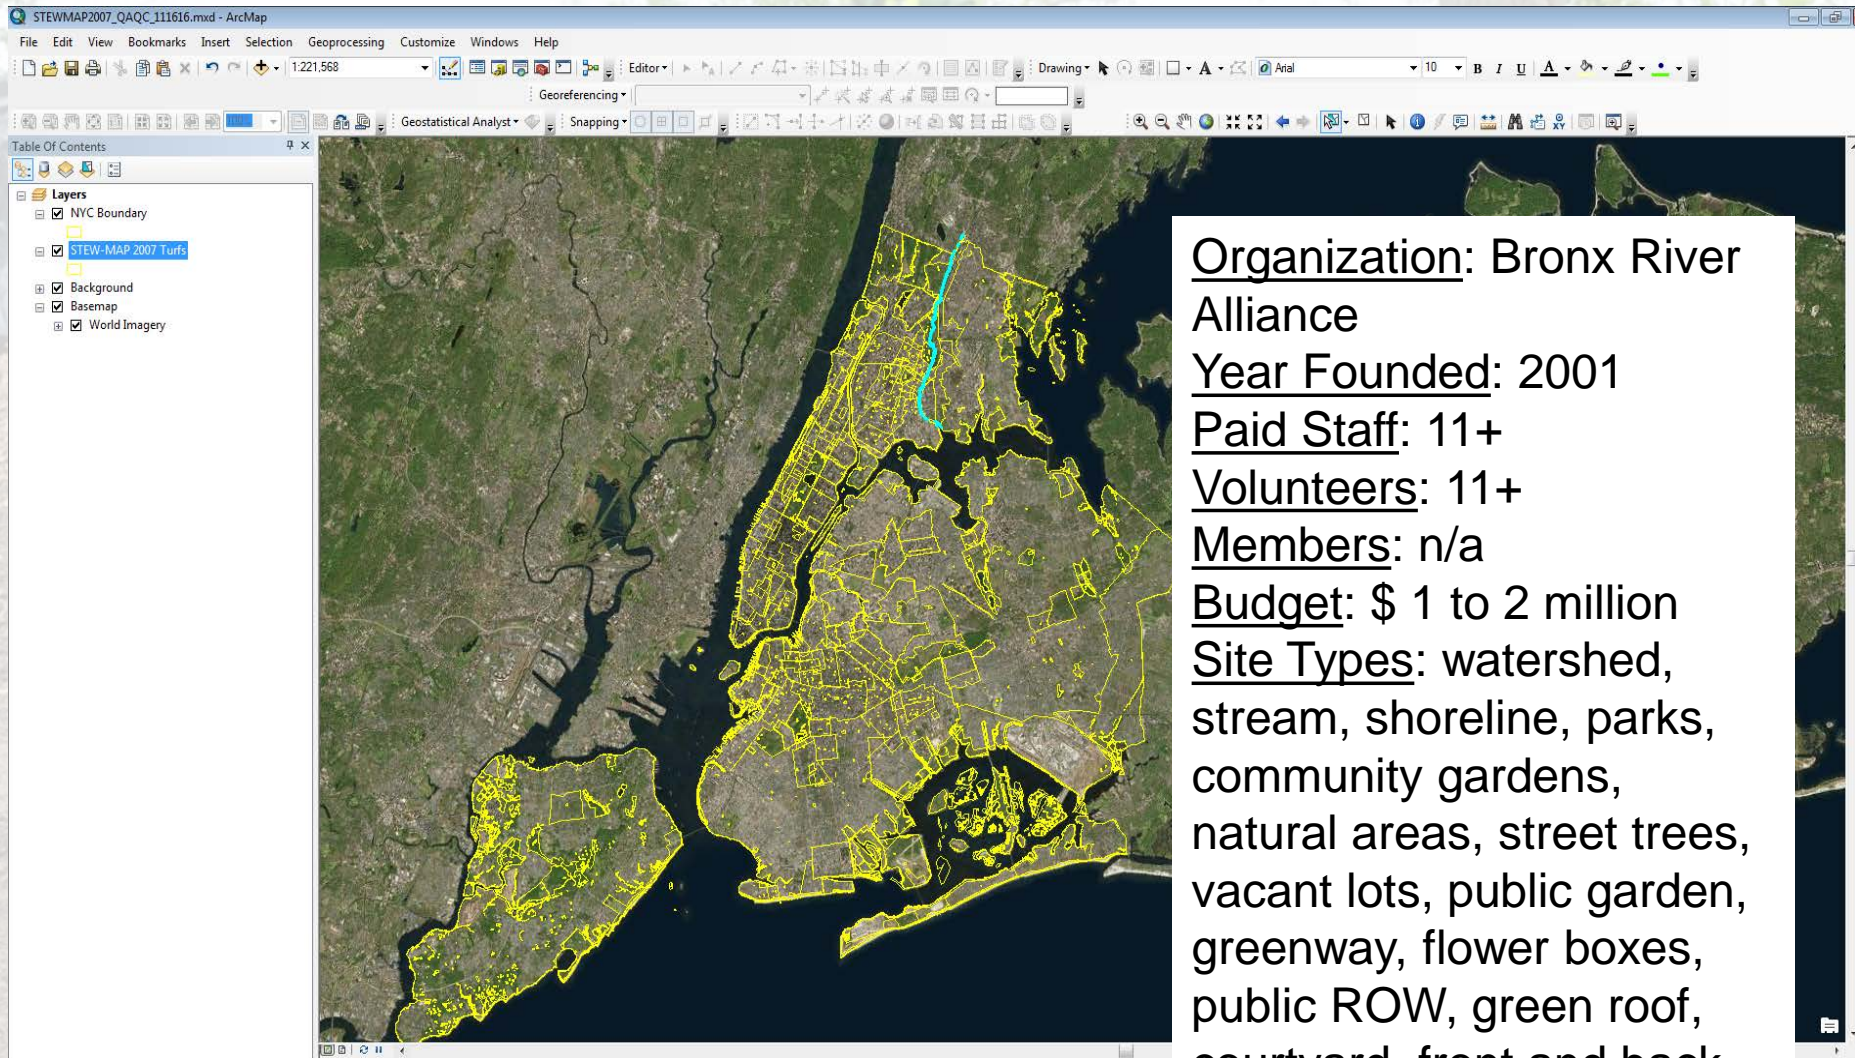 STEWMAP2007_QAQC_111616.mxd - ArcMap
File Edit View Bookmarks Insert Selection Geoprocessing Customize Windows Help
1:221,568 Editor Drawing A Arial 10 B I U A
Georeferencing
Geostatistical Analyst Snapping
Table Of Contents
Layers
NYC Boundary
STEW-MAP 2007 Turfs
Background
Basemap
World Imagery
Organization: Bronx River
Alliance
Year Founded: 2001
Paid Staff: 11+
Volunteers: 11+
Members: n/a
Budget: $ 1 to 2 million
Site Types: watershed,
stream, shoreline, parks,
community gardens,
natural areas, street trees,
vacant lots, public garden,
greenway, flower boxes,
public ROW, green roof,
courtyard, front and back